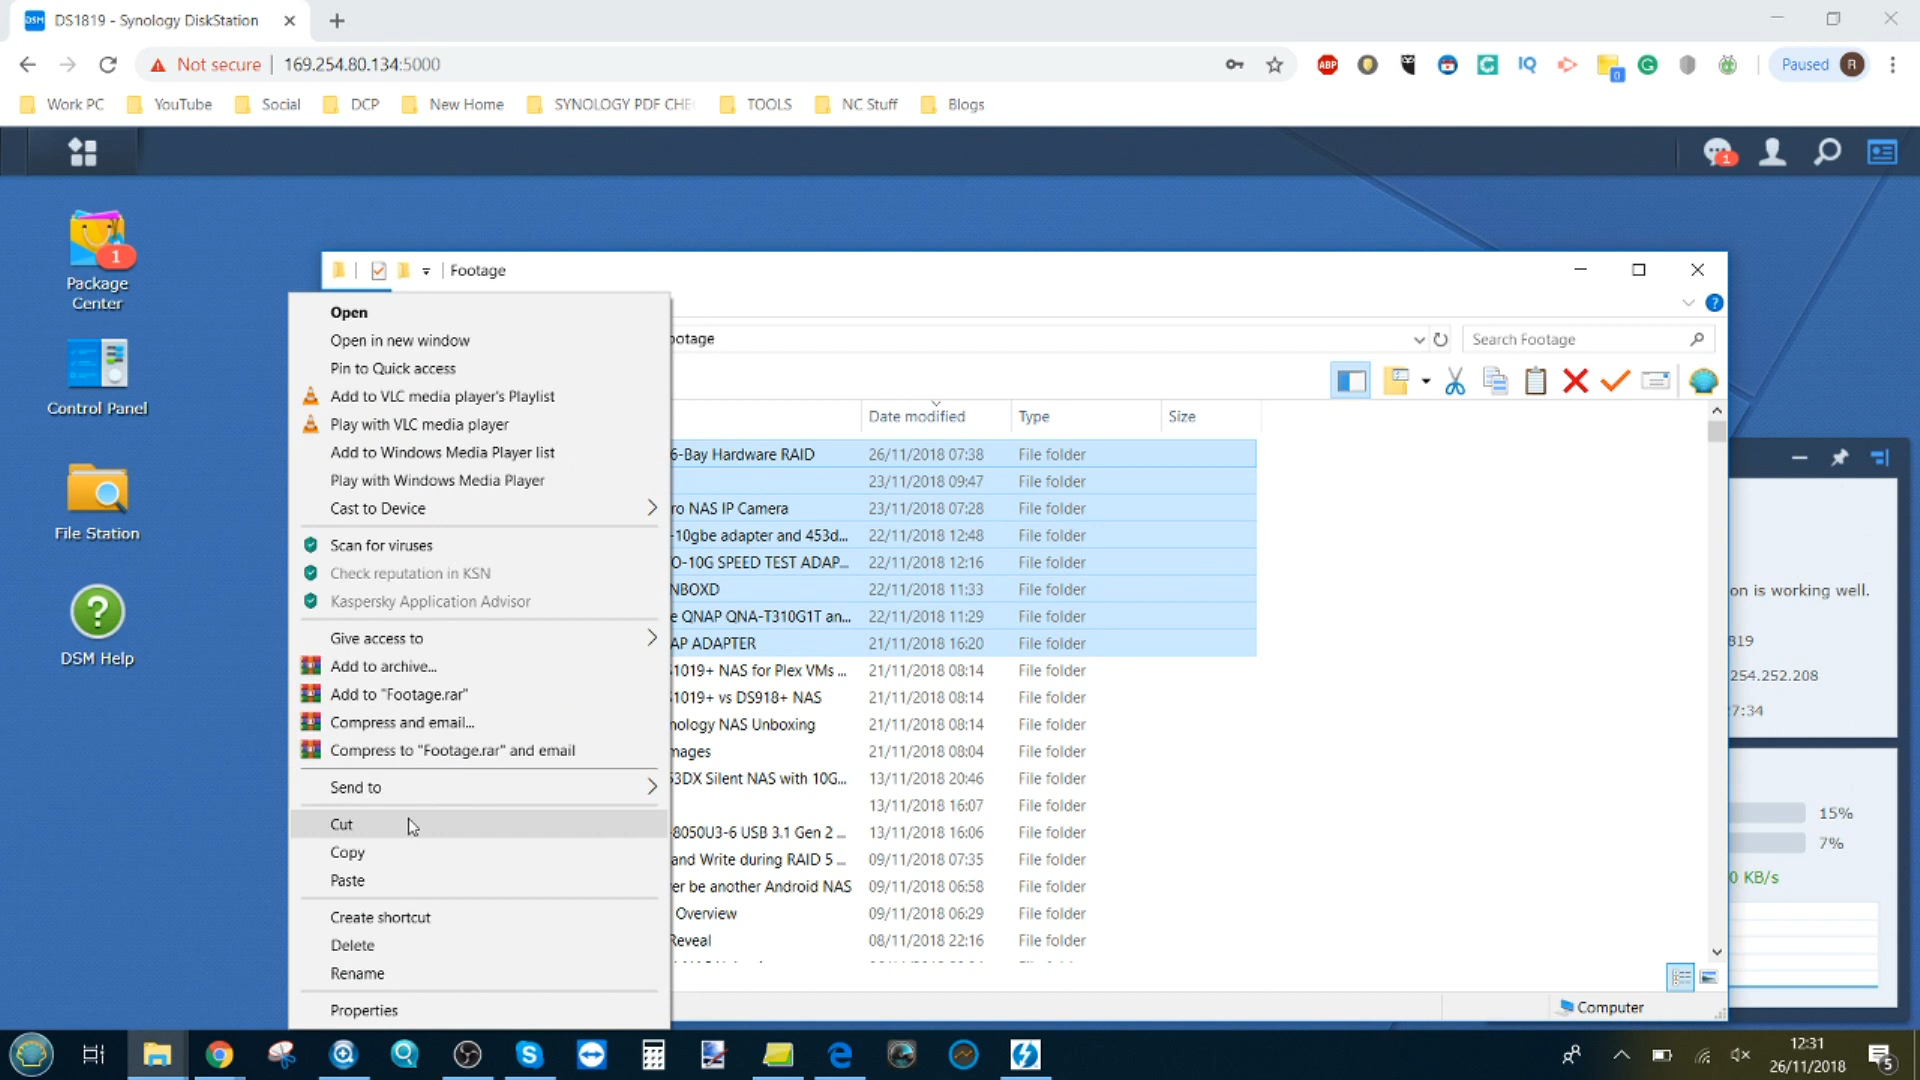 DS1819 - Synology DiskStation
Not secure
169.254.80.134:5000
ABP
IQ
0
Paused
R
Work PC
YouTube
Social
DCP
New Home
SYNOLOGY PDF CHE
TOOLS
NC Stuff
Blogs
1
1
Package
Center
Control Panel
File Station
DSM Help
Footage
ootage
Search Footage
Date modified
Type
Size
Open
Open in new window
Pin to Quick access
Add to VLC media player's Playlist
Play with VLC media player
Add to Windows Media Player list
Play with Windows Media Player
Cast to Device
Scan for viruses
Check reputation in KSN
Kaspersky Application Advisor
Give access to
Add to archive...
Add to "Footage.rar"
Compress and email...
Compress to "Footage.rar" and email
Send to
Cut
Copy
Paste
Create shortcut
Delete
Rename
Properties
6-Bay Hardware RAID 26/11/2018 07:38 File folder
23/11/2018 09:47 File folder
ro NAS IP Camera 23/11/2018 07:28 File folder
-10gbe adapter and 453d... 22/11/2018 12:48 File folder
O-10G SPEED TEST ADAP... 22/11/2018 12:16 File folder
NBOXD 22/11/2018 11:33 File folder
e QNAP QNA-T310G1T an... 22/11/2018 11:29 File folder
AP ADAPTER 21/11/2018 16:20 File folder
1019+ NAS for Plex VMs ... 21/11/2018 08:14 File folder
1019+ vs DS918+ NAS 21/11/2018 08:14 File folder
nology NAS Unboxing 21/11/2018 08:14 File folder
mages 21/11/2018 08:04 File folder
53DX Silent NAS with 10G... 13/11/2018 20:46 File folder
13/11/2018 16:07 File folder
-8050U3-6 USB 3.1 Gen 2 ... 13/11/2018 16:06 File folder
and Write during RAID 5 ... 09/11/2018 07:35 File folder
er be another Android NAS 09/11/2018 06:58 File folder
Overview 09/11/2018 06:29 File folder
Reveal 08/11/2018 22:16 File folder
Computer
on is working well.
819
254.252.208
7:34
15%
7%
0 KB/s
12:31
26/11/2018
5